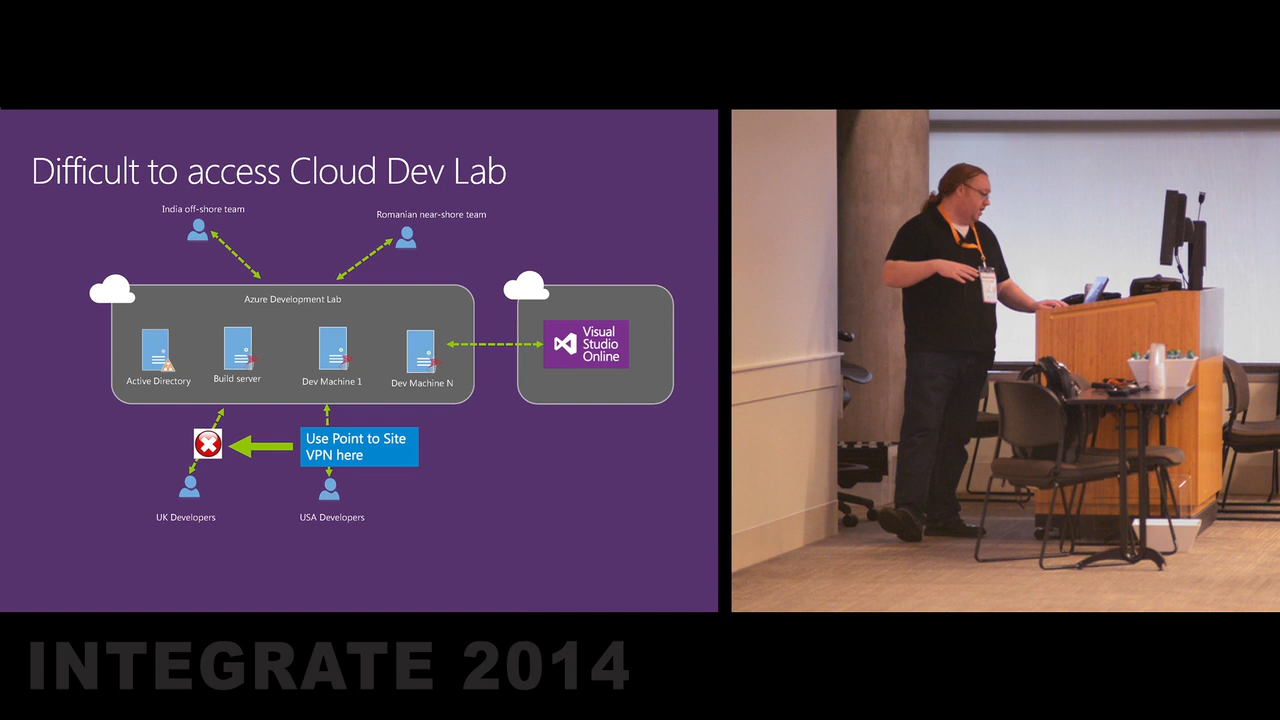 Difficult to access Cloud Dev Lab
India off-shore team
Romanian near-shore team
Azure Development Lab
Active Directory
Build server
Dev Machine 1
Dev Machine N
Visual
Studio
Online
Use Point to Site
VPN here
UK Developers
USA Developers
INTEGRATE 2014